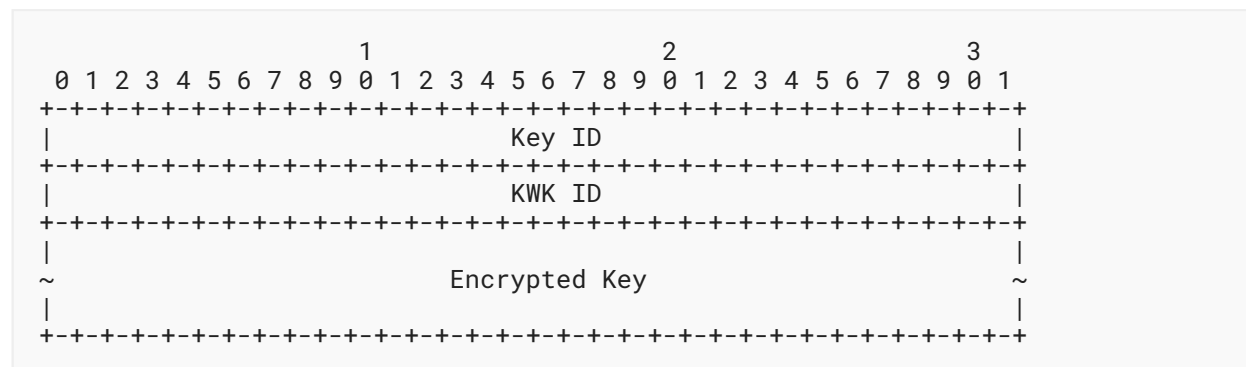 1                   2                   3
 0 1 2 3 4 5 6 7 8 9 0 1 2 3 4 5 6 7 8 9 0 1 2 3 4 5 6 7 8 9 0 1
+-+-+-+-+-+-+-+-+-+-+-+-+-+-+-+-+-+-+-+-+-+-+-+-+-+-+-+-+-+-+-+-+
|                              Key ID                           |
+-+-+-+-+-+-+-+-+-+-+-+-+-+-+-+-+-+-+-+-+-+-+-+-+-+-+-+-+-+-+-+-+
|                              KWK ID                           |
+-+-+-+-+-+-+-+-+-+-+-+-+-+-+-+-+-+-+-+-+-+-+-+-+-+-+-+-+-+-+-+-+
|                                                               |
~                          Encrypted Key                        ~
|                                                               |
+-+-+-+-+-+-+-+-+-+-+-+-+-+-+-+-+-+-+-+-+-+-+-+-+-+-+-+-+-+-+-+-+